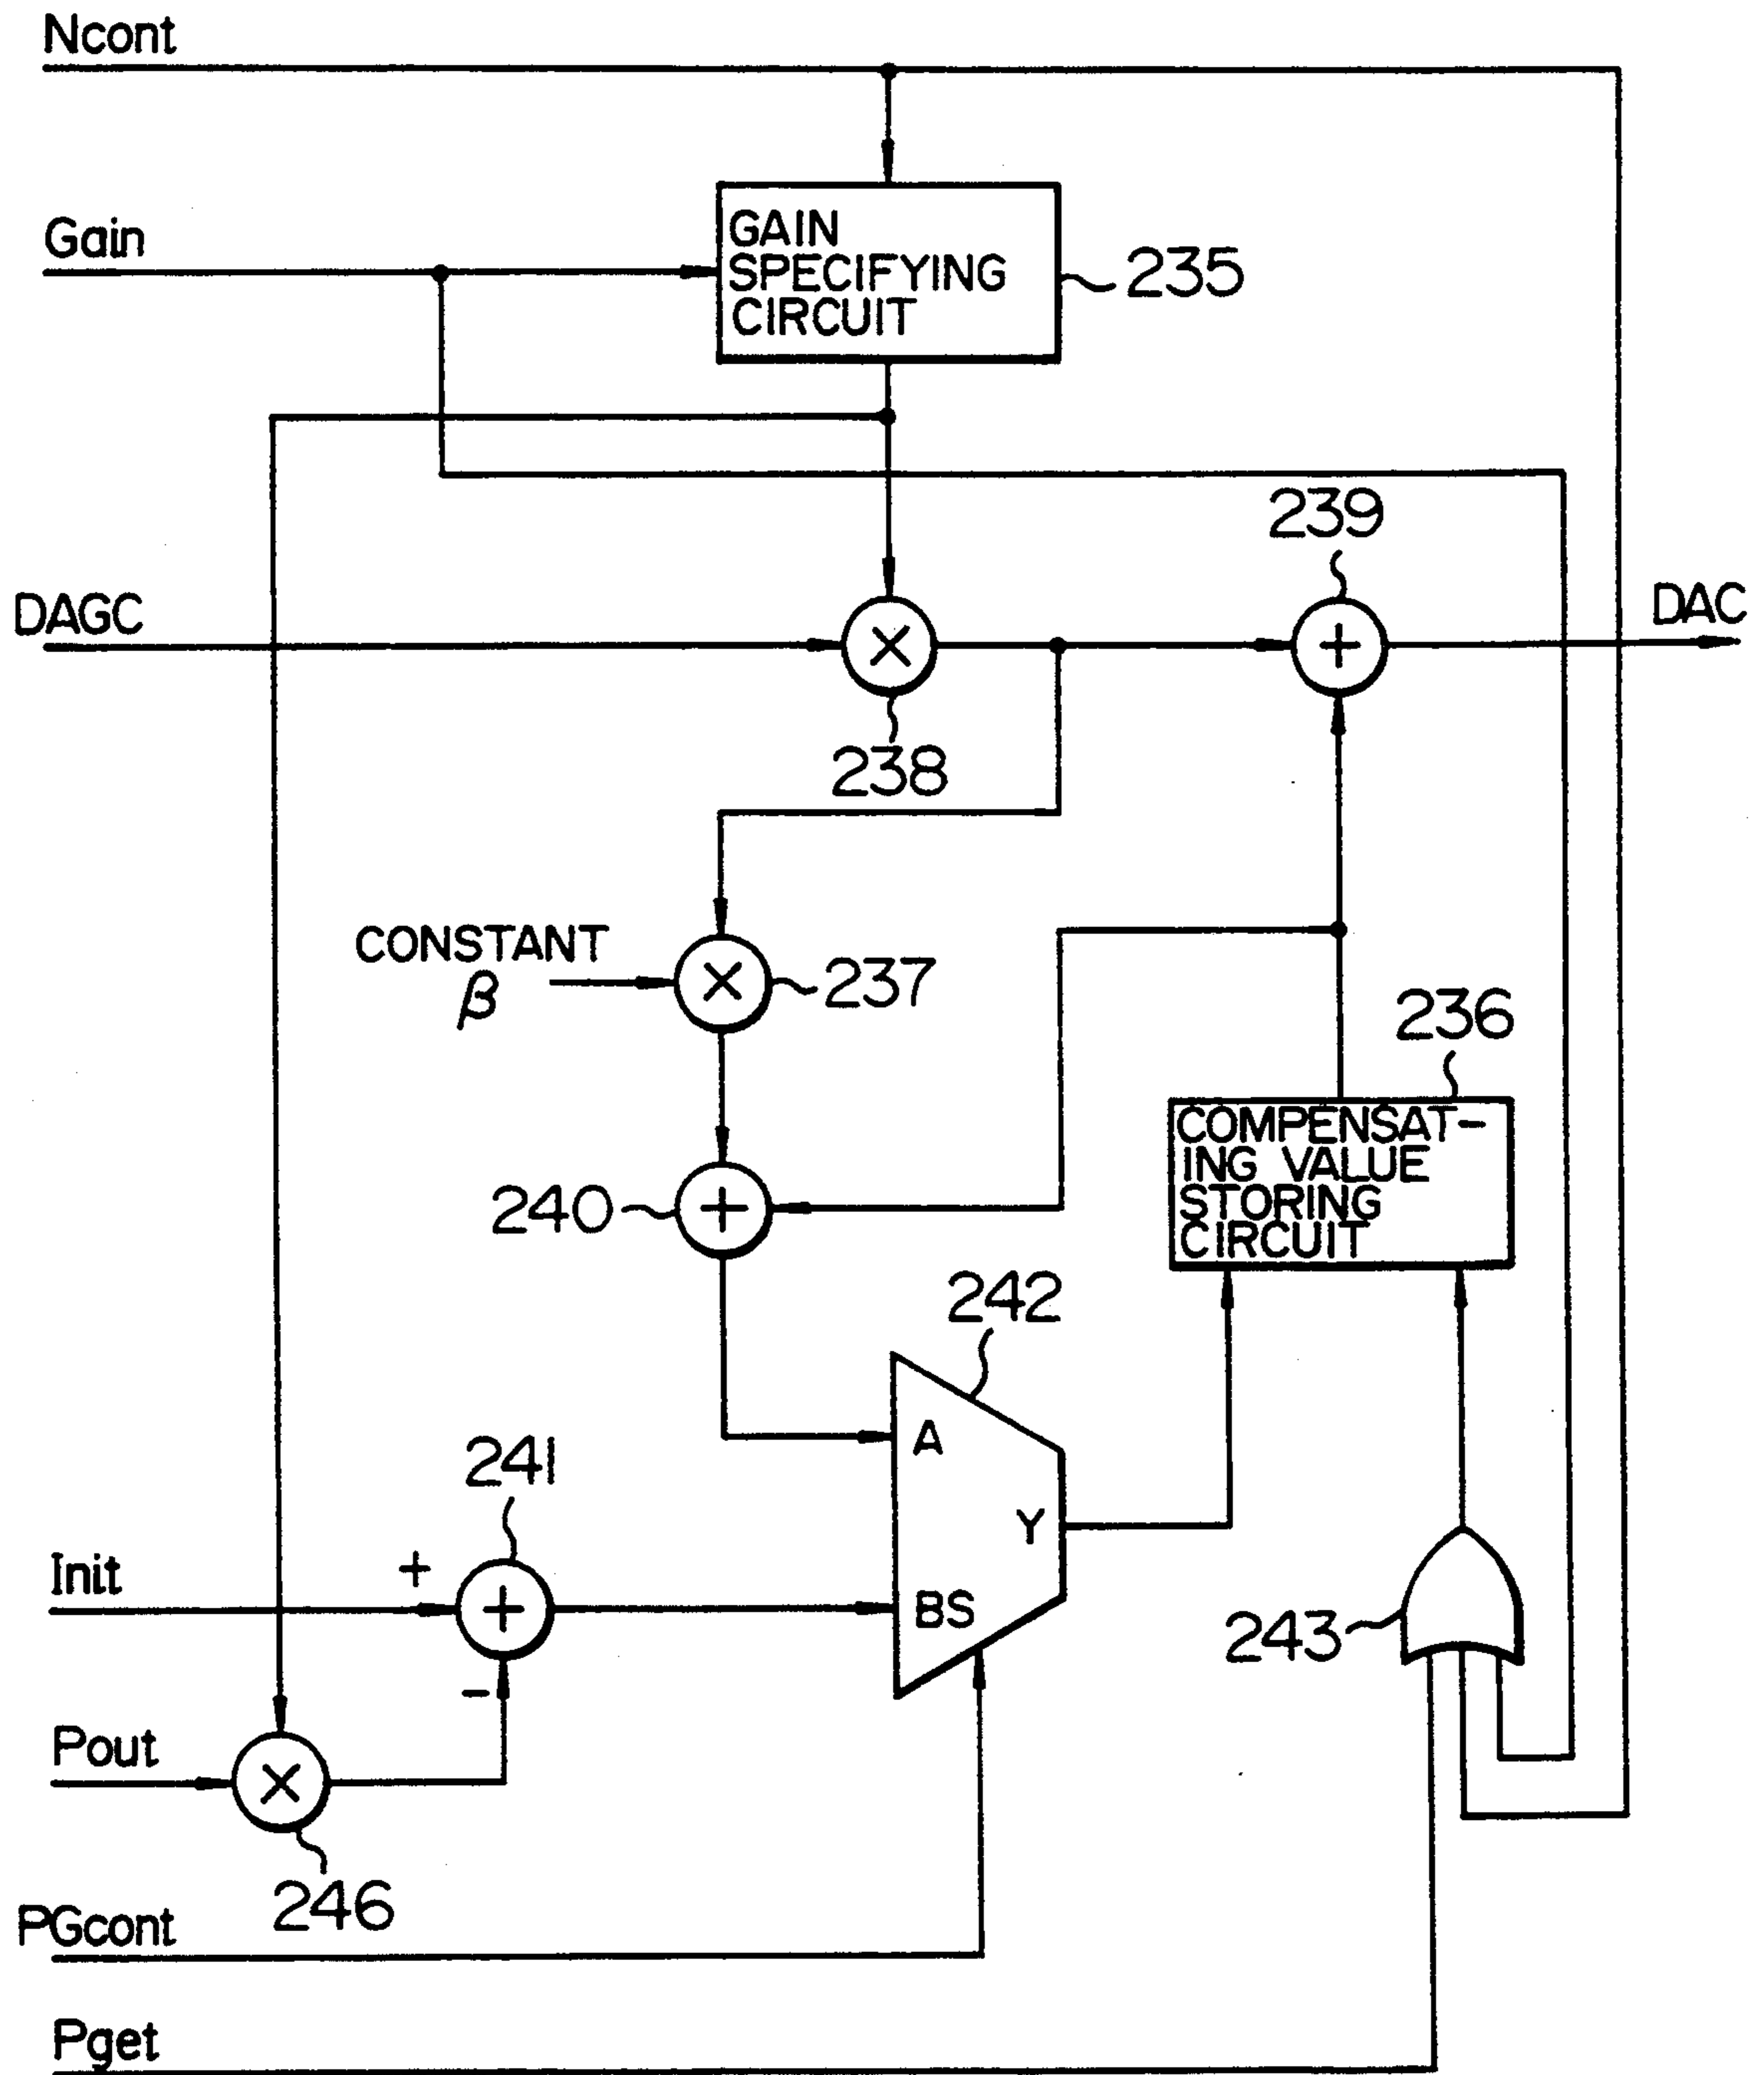 Ncont
Gain
GAIN
SPECIFYING
CIRCUIT
235
239
DAGC
×
+
DAC
238
CONSTANT
β
×
237
236
COMPENSAT-
ING VALUE
STORING
CIRCUIT
240
+
242
A
241
Y
Init
+
+
BS
243
-
Pout
×
246
PGcont
Pget